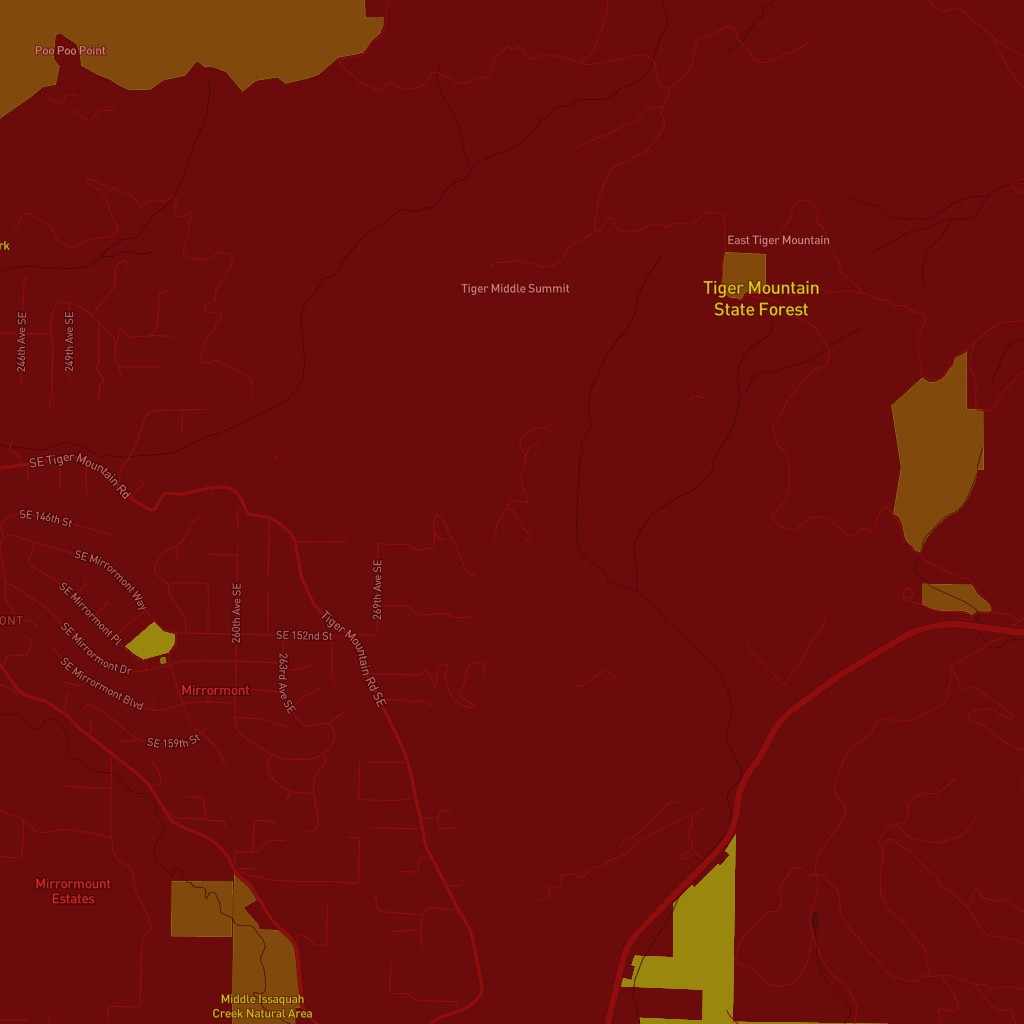 Poo Poo Point
rk
East Tiger Mountain
Tiger Middle Summit
Tiger Mountain
State Forest
246th Ave SE
249th Ave SE
SE Tiger Mountain Rd
SE 146th St
SE Mirrormont Way
SE Mirrormont Pl
SE Mirrormont Dr
SE Mirrormont Blvd
260th Ave SE
269th Ave SE
SE 152nd St
263rd Ave SE
Tiger Mountain Rd SE
ONT
Mirrormont
SE 159th St
Mirrormount
Estates
Middle Issaquah
Creek Natural Area